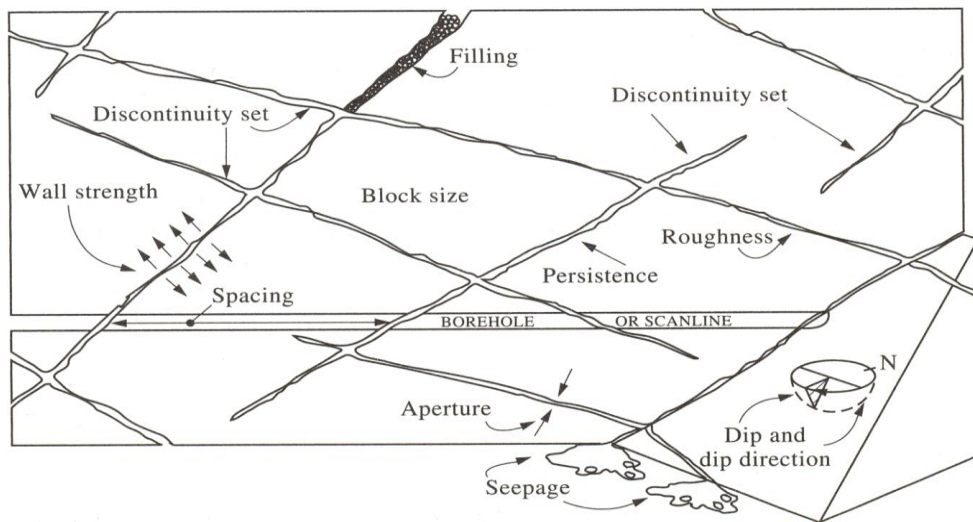 Filling
Discontinuity set
Discontinuity set
Wall strength
Block size
Roughness
Persistence
Spacing
BOREHOLE OR SCANLINE
N
Aperture
Dip and
dip direction
Seepage